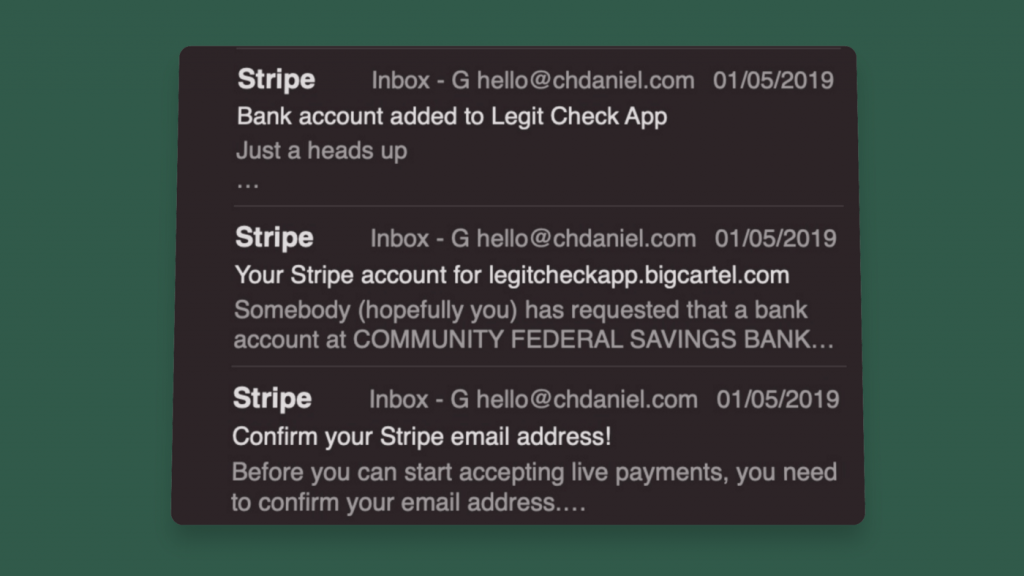 Stripe Inbox - G hello@chdaniel.com 01/05/2019
Bank account added to Legit Check App
Just a heads up
...
Stripe Inbox - G hello@chdaniel.com 01/05/2019
Your Stripe account for legitcheckapp.bigcartel.com
Somebody (hopefully you) has requested that a bank
account at COMMUNITY FEDERAL SAVINGS BANK...
Stripe Inbox - G hello@chdaniel.com 01/05/2019
Confirm your Stripe email address!
Before you can start accepting live payments, you need
to confirm your email address....